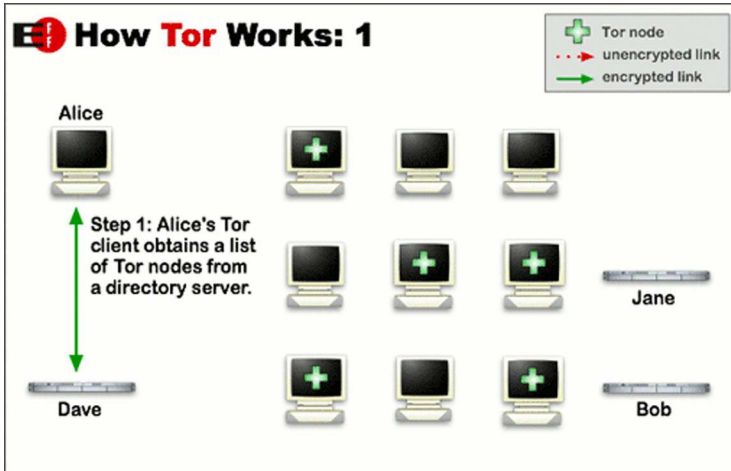 EFF How Tor Works: 1
Tor node
unencrypted link
encrypted link
Alice
Step 1: Alice's Tor
client obtains a list
of Tor nodes from
a directory server.
Jane
Dave
Bob